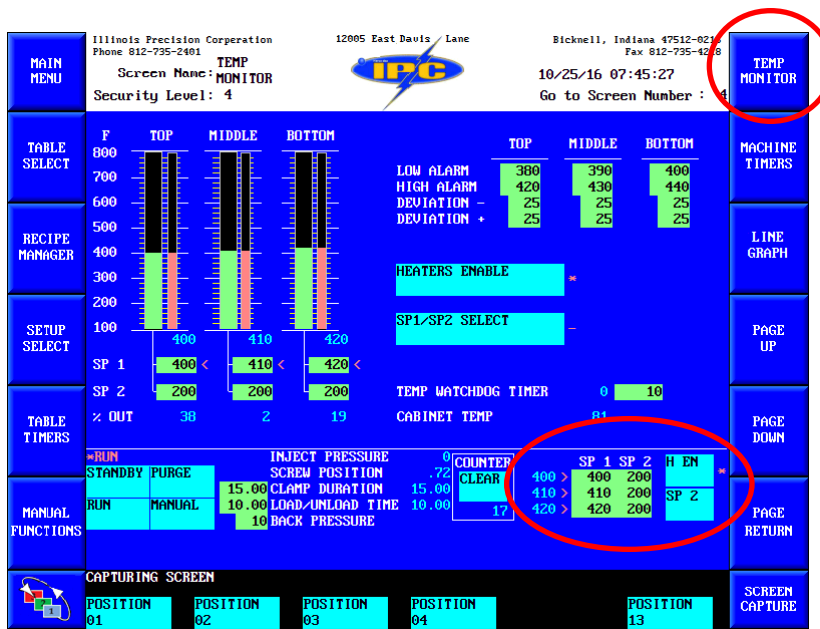 Illinois Precision Corperation 12005 East Davis Lane Bicknell, Indiana 47512-021
Phone 812-735-2401 Fax 812-735-4228
Screen Name: TEMP MONITOR
IPC
10/25/16 07:45:27
Security Level: 4
Go to Screen Number : 4
MAIN MENU
TABLE SELECT
RECIPE MANAGER
SETUP SELECT
TABLE TIMERS
MANUAL FUNCTIONS
TEMP MONITOR
MACHINE TIMERS
LINE GRAPH
PAGE UP
PAGE DOWN
PAGE RETURN
SCREEN CAPTURE
F TOP MIDDLE BOTTOM
800
700
600
500
400
300
200
100
400 410 420
SP 1 400 < 410 < 420 <
SP 2 200 200 200
% OUT 38 2 19
TOP MIDDLE BOTTOM
LOW ALARM 380 390 400
HIGH ALARM 420 430 440
DEVIATION - 25 25 25
DEVIATION + 25 25 25
HEATERS ENABLE *
SP1/SP2 SELECT -
TEMP WATCHDOG TIMER 0 10
CABINET TEMP 81
*RUN
STANDBY PURGE
RUN MANUAL
INJECT PRESSURE 0
SCREW POSITION .72
15.00 CLAMP DURATION 15.00
10.00 LOAD/UNLOAD TIME 10.00
10 BACK PRESSURE
COUNTER
CLEAR
17
SP 1 SP 2
400 > 400 200
410 > 410 200
420 > 420 200
H EN *
SP 2
CAPTURING SCREEN
POSITION 01
POSITION 02
POSITION 03
POSITION 04
POSITION 13